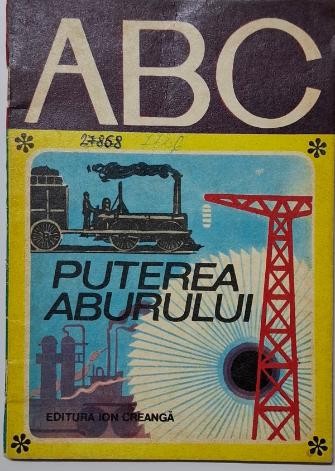 ABC
27868
PUTEREA
ABURULUI
EDITURA ION CREANGĂ